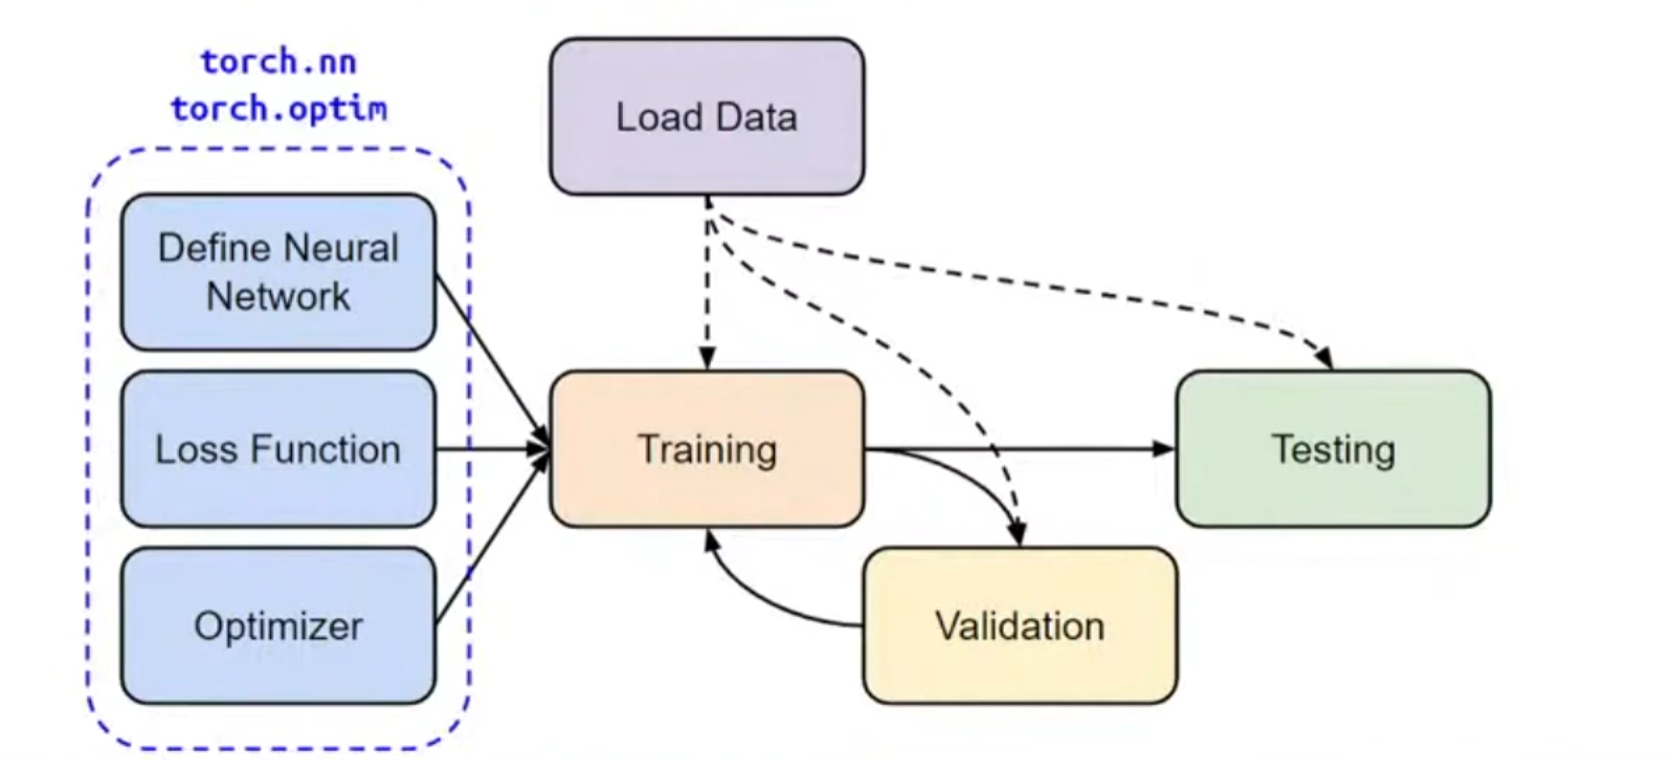 torch.nn
torch.optim
Load Data
Define Neural
Network
Loss Function
Training
Testing
Optimizer
Validation